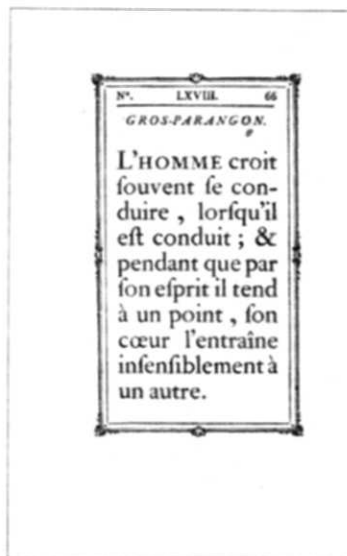 Nº. LXVIII. 66
GROS-PARANGON.
L'HOMME croit
ſouvent ſe con-
duire , lorſqu'il
eſt conduit ; &
pendant que par
ſon eſprit il tend
à un point , ſon
cœur l'entraîne
inſenſiblement à
un autre.